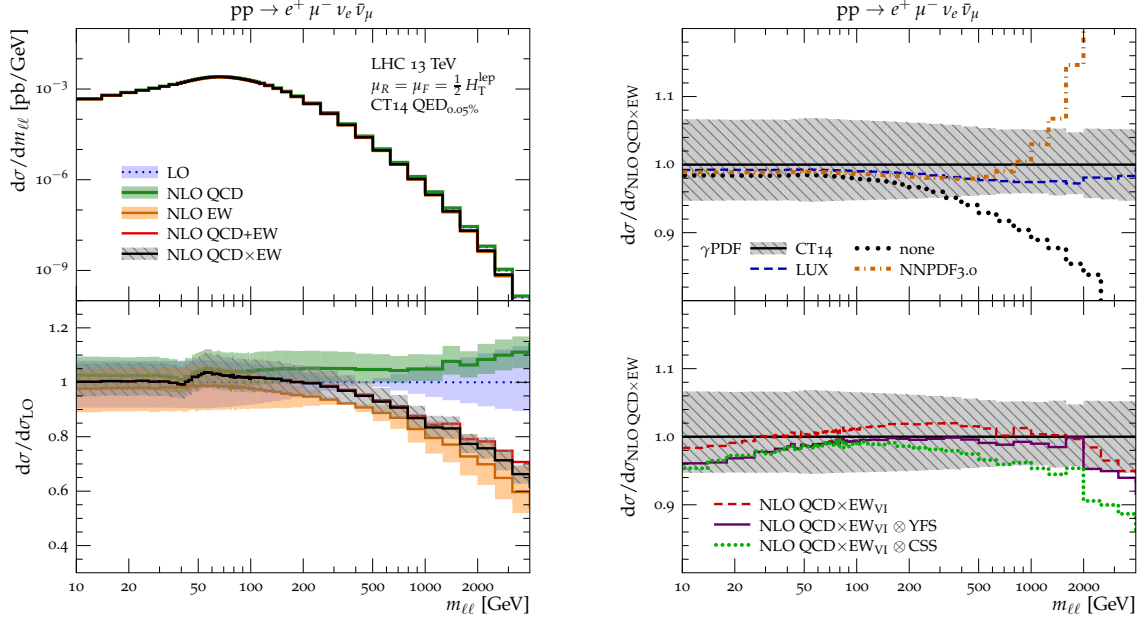 pp → e⁺ μ⁻ νₑ ν̄_μ
dσ/dm_ℓℓ [pb/GeV]
10⁻³
10⁻⁶
10⁻⁹
LHC 13 TeV
μ_R = μ_F = ½ H_T^lep
CT14 QED₀.₀₅%
LO
NLO QCD
NLO EW
NLO QCD+EW
NLO QCD×EW
dσ/dσ_LO
1.2
1
0.8
0.6
0.4
10 20 50 100 200 500 1000 2000
m_ℓℓ [GeV]
pp → e⁺ μ⁻ νₑ ν̄_μ
dσ/dσ_NLO QCD×EW
1.1
1.0
0.9
γPDF CT14 none
LUX NNPDF3.0
dσ/dσ_NLO QCD×EW
1.1
1.0
0.9
NLO QCD×EW_VI
NLO QCD×EW_VI ⊗ YFS
NLO QCD×EW_VI ⊗ CSS
10 20 50 100 200 500 1000 2000
m_ℓℓ [GeV]